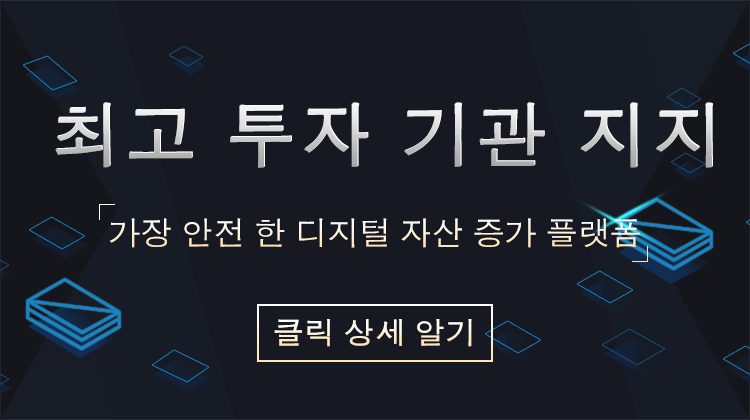 최고 투자 기관 지지
가장 안전 한 디지털 자산 증가 플랫폼
클릭 상세 알기